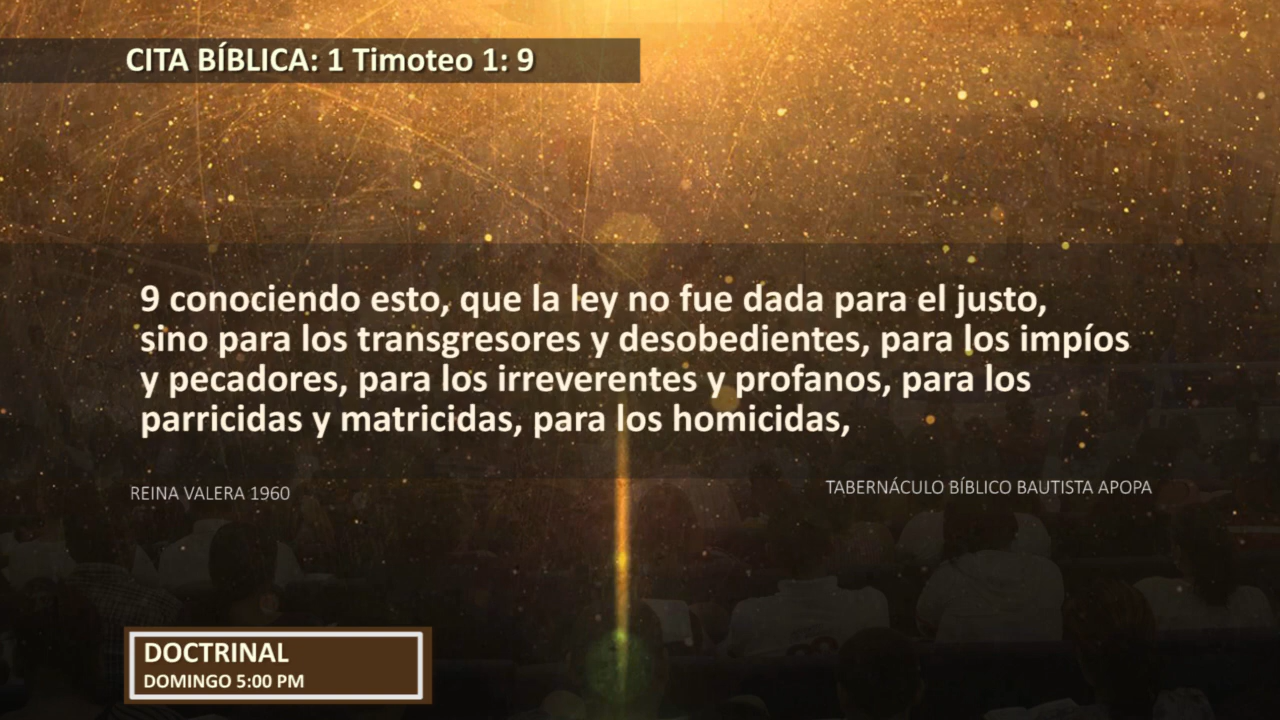 CITA BÍBLICA: 1 Timoteo 1: 9
9 conociendo esto, que la ley no fue dada para el justo,
sino para los transgresores y desobedientes, para los impíos
y pecadores, para los irreverentes y profanos, para los
parricidas y matricidas, para los homicidas,
REINA VALERA 1960
TABERNÁCULO BÍBLICO BAUTISTA APOPA
DOCTRINAL
DOMINGO 5:00 PM